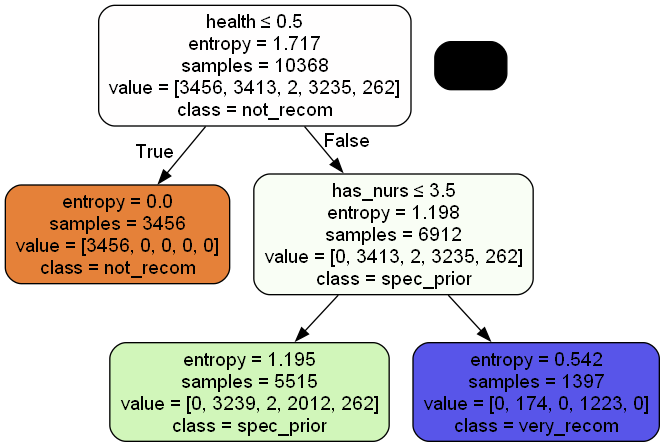 health ≤ 0.5
entropy = 1.717
samples = 10368
value = [3456, 3413, 2, 3235, 262]
class = not_recom
True
False
entropy = 0.0
samples = 3456
value = [3456, 0, 0, 0, 0]
class = not_recom
has_nurs ≤ 3.5
entropy = 1.198
samples = 6912
value = [0, 3413, 2, 3235, 262]
class = spec_prior
entropy = 1.195
samples = 5515
value = [0, 3239, 2, 2012, 262]
class = spec_prior
entropy = 0.542
samples = 1397
value = [0, 174, 0, 1223, 0]
class = very_recom